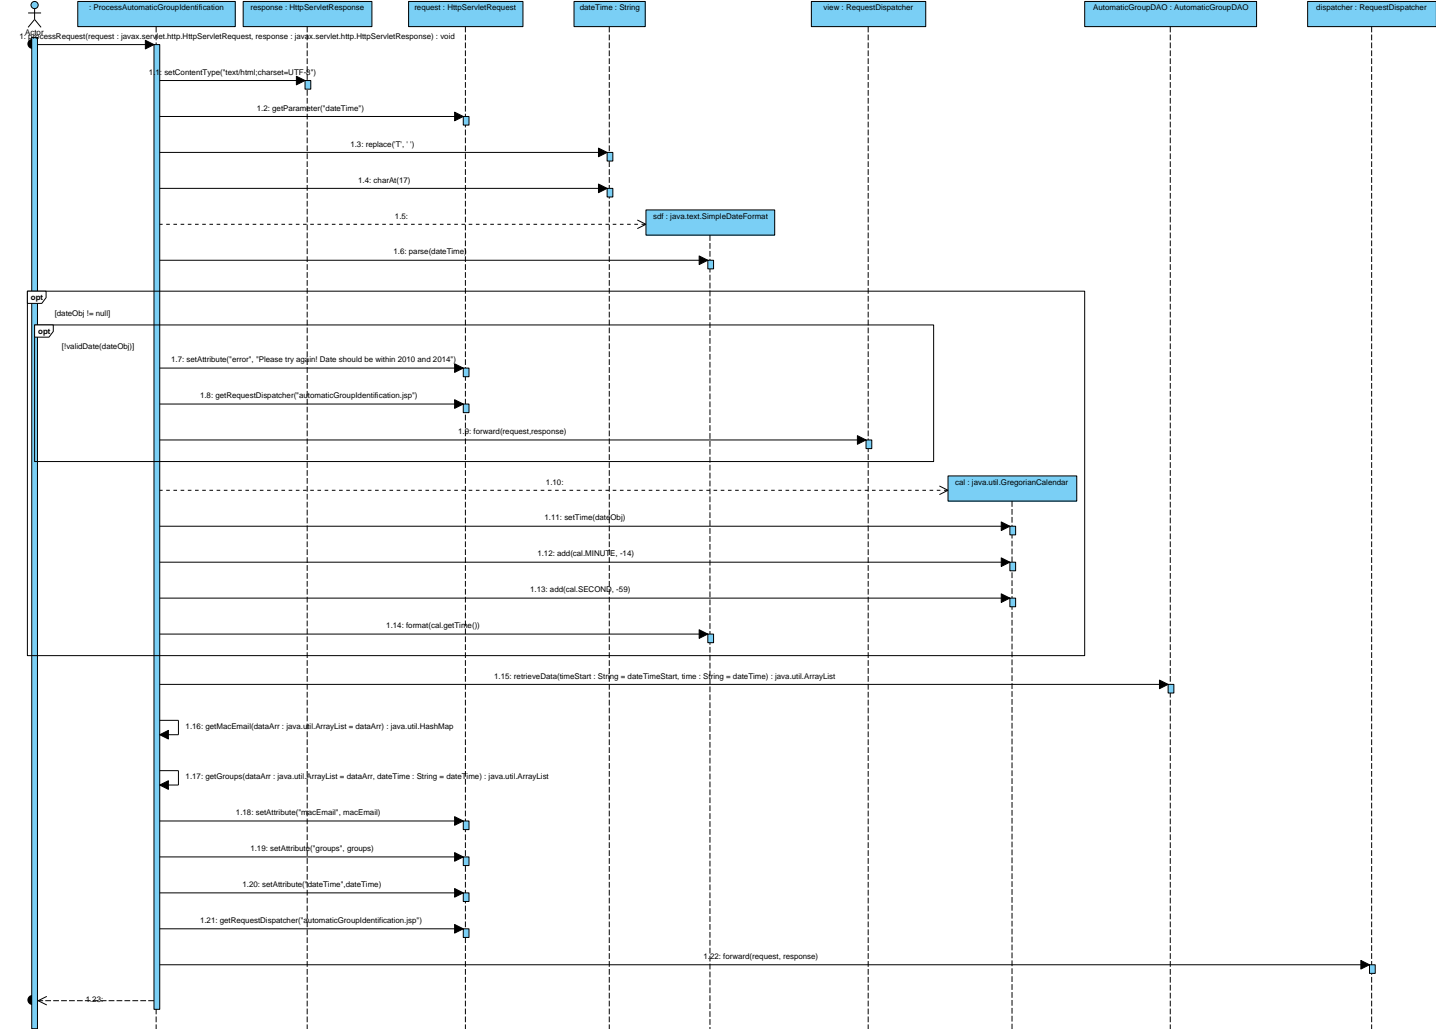 : ProcessAutomaticGroupIdentification
response : HttpServletResponse
request : HttpServletRequest
dateTime : String
view : RequestDispatcher
AutomaticGroupDAO : AutomaticGroupDAO
dispatcher : RequestDispatcher
Actor
1: processRequest(request : javax.servlet.http.HttpServletRequest, response : javax.servlet.http.HttpServletResponse) : void
1.1: setContentType("text/html;charset=UTF-8")
1.2: getParameter("dateTime")
1.3: replace('T', ' ')
1.4: charAt(17)
1.5:
sdf : java.text.SimpleDateFormat
1.6: parse(dateTime)
opt
[dateObj != null]
opt
[!validDate(dateObj)]
1.7: setAttribute("error", "Please try again! Date should be within 2010 and 2014")
1.8: getRequestDispatcher("automaticGroupIdentification.jsp")
1.9: forward(request,response)
1.10:
cal : java.util.GregorianCalendar
1.11: setTime(dateObj)
1.12: add(cal.MINUTE, -14)
1.13: add(cal.SECOND, -59)
1.14: format(cal.getTime())
1.15: retrieveData(timeStart : String = dateTimeStart, time : String = dateTime) : java.util.ArrayList
1.16: getMacEmail(dataArr : java.util.ArrayList = dataArr) : java.util.HashMap
1.17: getGroups(dataArr : java.util.ArrayList = dataArr, dateTime : String = dateTime) : java.util.ArrayList
1.18: setAttribute("macEmail", macEmail)
1.19: setAttribute("groups", groups)
1.20: setAttribute("dateTime",dateTime)
1.21: getRequestDispatcher("automaticGroupIdentification.jsp")
1.22: forward(request, response)
1.23: